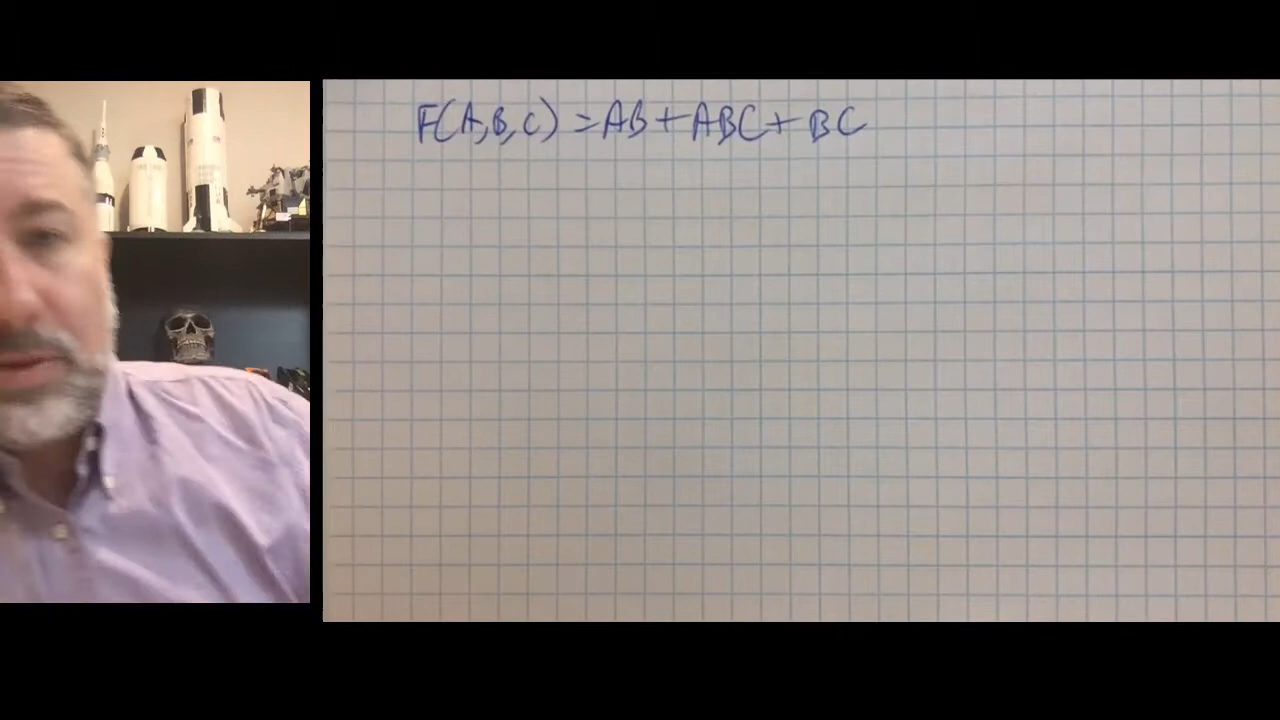 F(A,B,C) = AB + ABC + BC